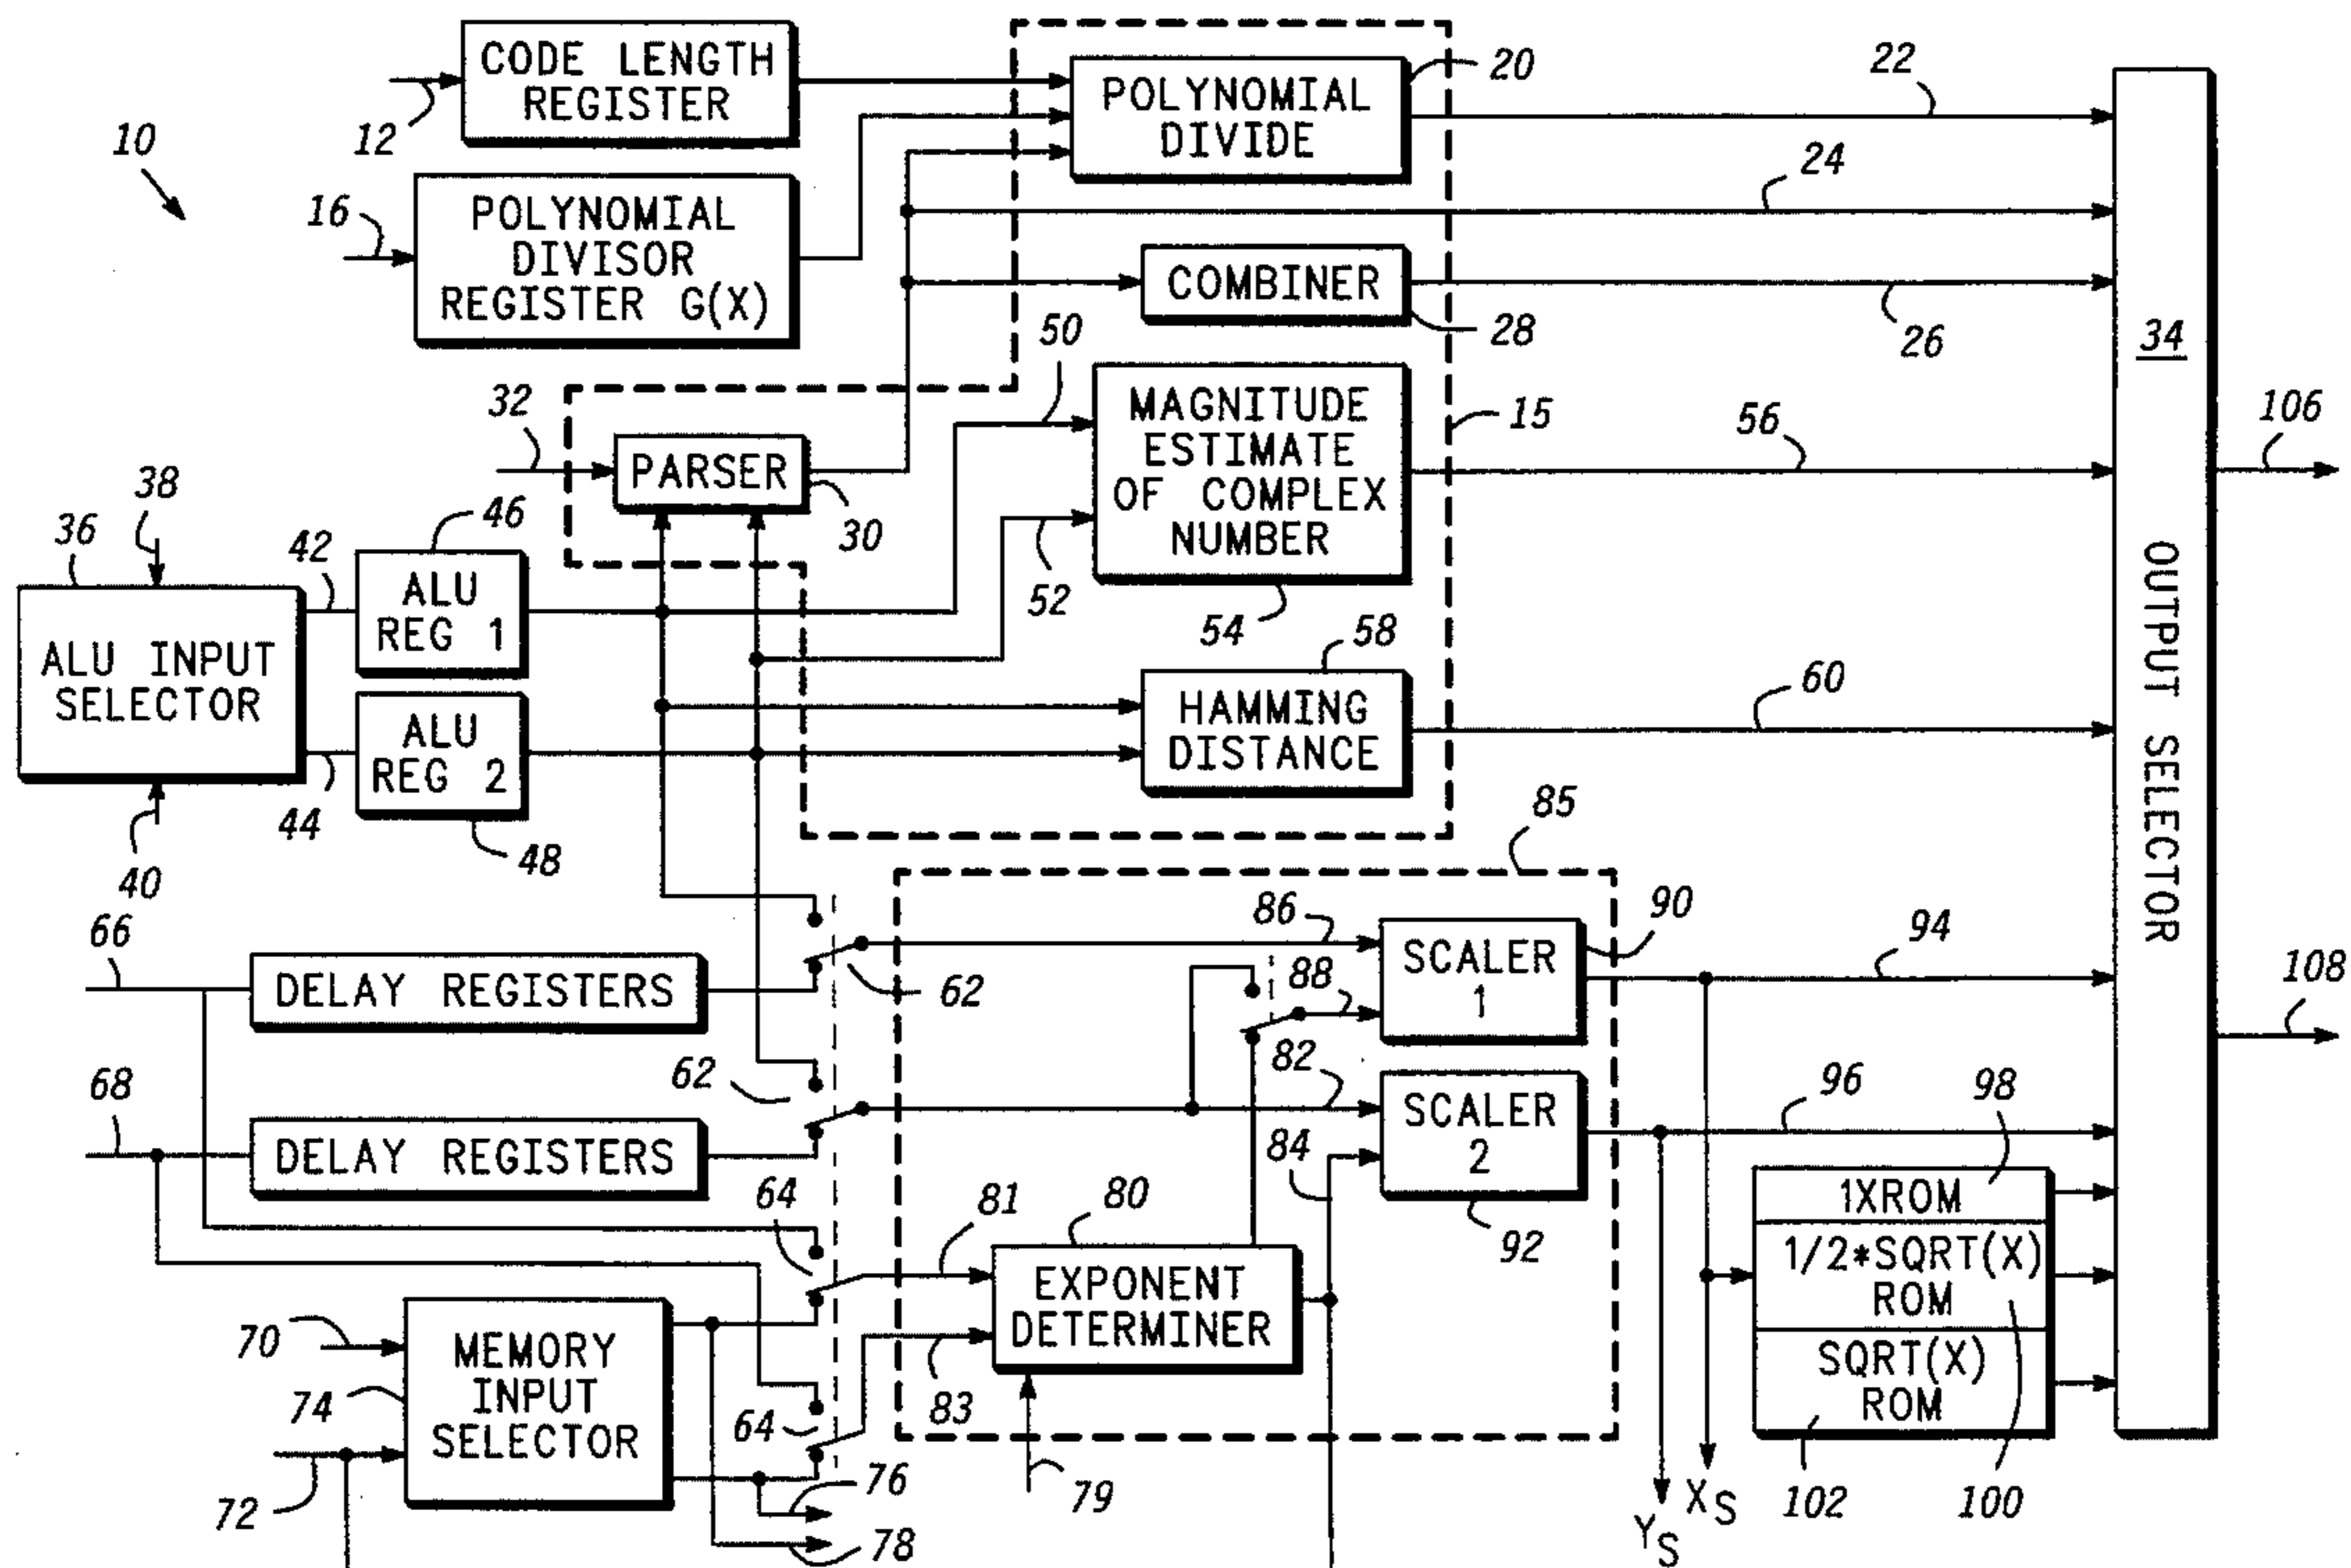 CODE LENGTH
REGISTER
12
10
16
POLYNOMIAL
DIVISOR
REGISTER G(X)
POLYNOMIAL
DIVIDE
20
22
24
COMBINER
28
26
34
OUTPUT SELECTOR
32
PARSER
30
50
52
MAGNITUDE
ESTIMATE
OF COMPLEX
NUMBER
54
15
56
106
36
38
ALU INPUT
SELECTOR
40
42
44
46
ALU
REG 1
ALU
REG 2
48
58
HAMMING
DISTANCE
60
85
66
DELAY REGISTERS
62
86
88
SCALER
1
90
94
108
68
DELAY REGISTERS
62
82
84
SCALER
2
92
96
98
1XROM
1/2*SQRT(X)
ROM
SQRT(X)
ROM
102
100
64
81
80
EXPONENT
DETERMINER
83
79
70
74
72
MEMORY
INPUT
SELECTOR
64
76
78
YS
XS